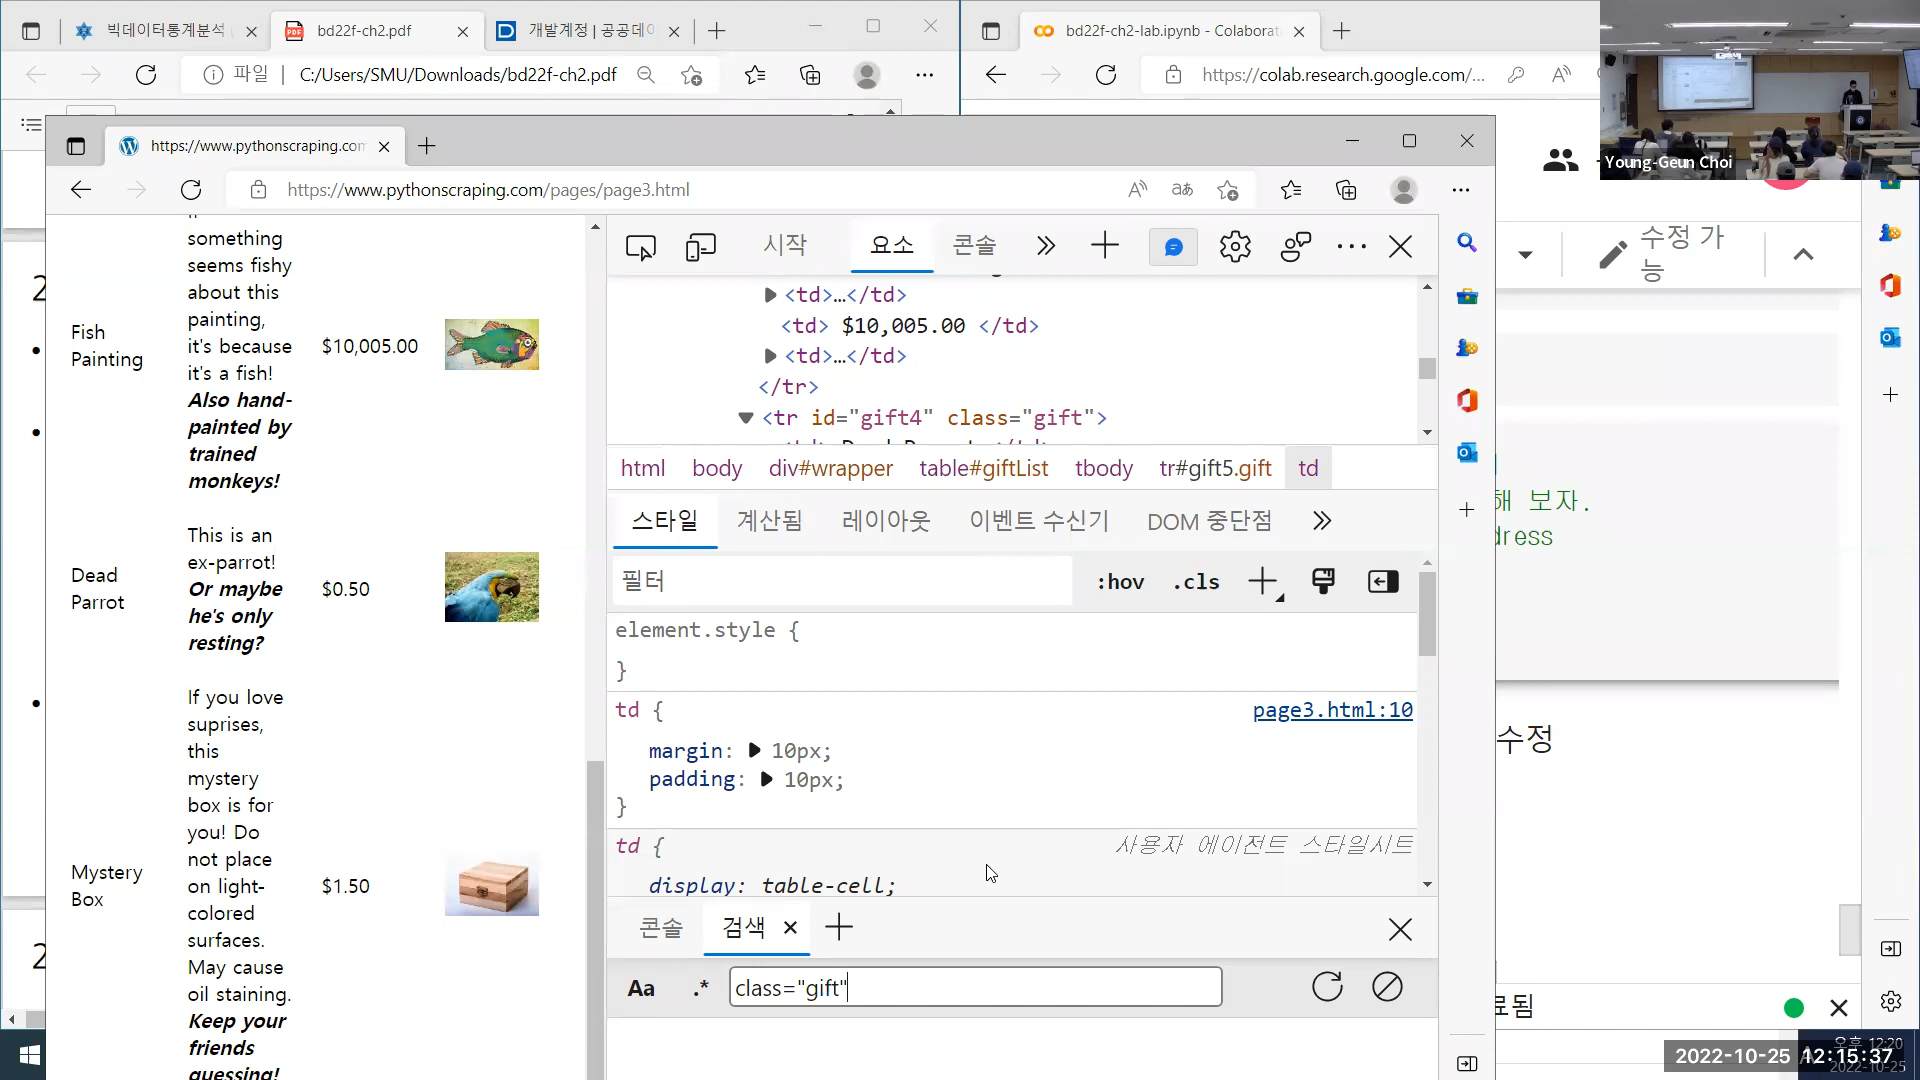 빅데이터통계분석
bd22f-ch2.pdf
개발계정 | 공공데이
bd22f-ch2-lab.ipynb - Colaborat
파일
C:/Users/SMU/Downloads/bd22f-ch2.pdf
https://colab.research.google.com/...
Young-Geun Choi
https://www.pythonscraping.com
https://www.pythonscraping.com/pages/page3.html
수정 가
능
Fish
Painting
something
seems fishy
about this
painting,
it's because
it's a fish!
Also hand-
painted by
trained
monkeys!
$10,005.00
Dead
Parrot
This is an
ex-parrot!
Or maybe
he's only
resting?
$0.50
Mystery
Box
If you love
suprises,
this
mystery
box is for
you! Do
not place
on light-
colored
surfaces.
May cause
oil staining.
Keep your
friends
guessing!
$1.50
시작
요소
콘솔
<td>…</td>
<td> $10,005.00 </td>
<td>…</td>
</tr>
<tr id="gift4" class="gift">
html body div#wrapper table#giftList tbody tr#gift5.gift td
스타일 계산됨 레이아웃 이벤트 수신기 DOM 중단점
필터
:hov .cls
element.style {
}
td {
page3.html:10
margin: 10px;
padding: 10px;
}
td {
사용자 에이전트 스타일시트
display: table-cell;
콘솔
검색
Aa .*
class="gift"
해 보자.
dress
수정
료됨
2
2
오후 12:20
2022-10-25
2022-10-25 12:15:37